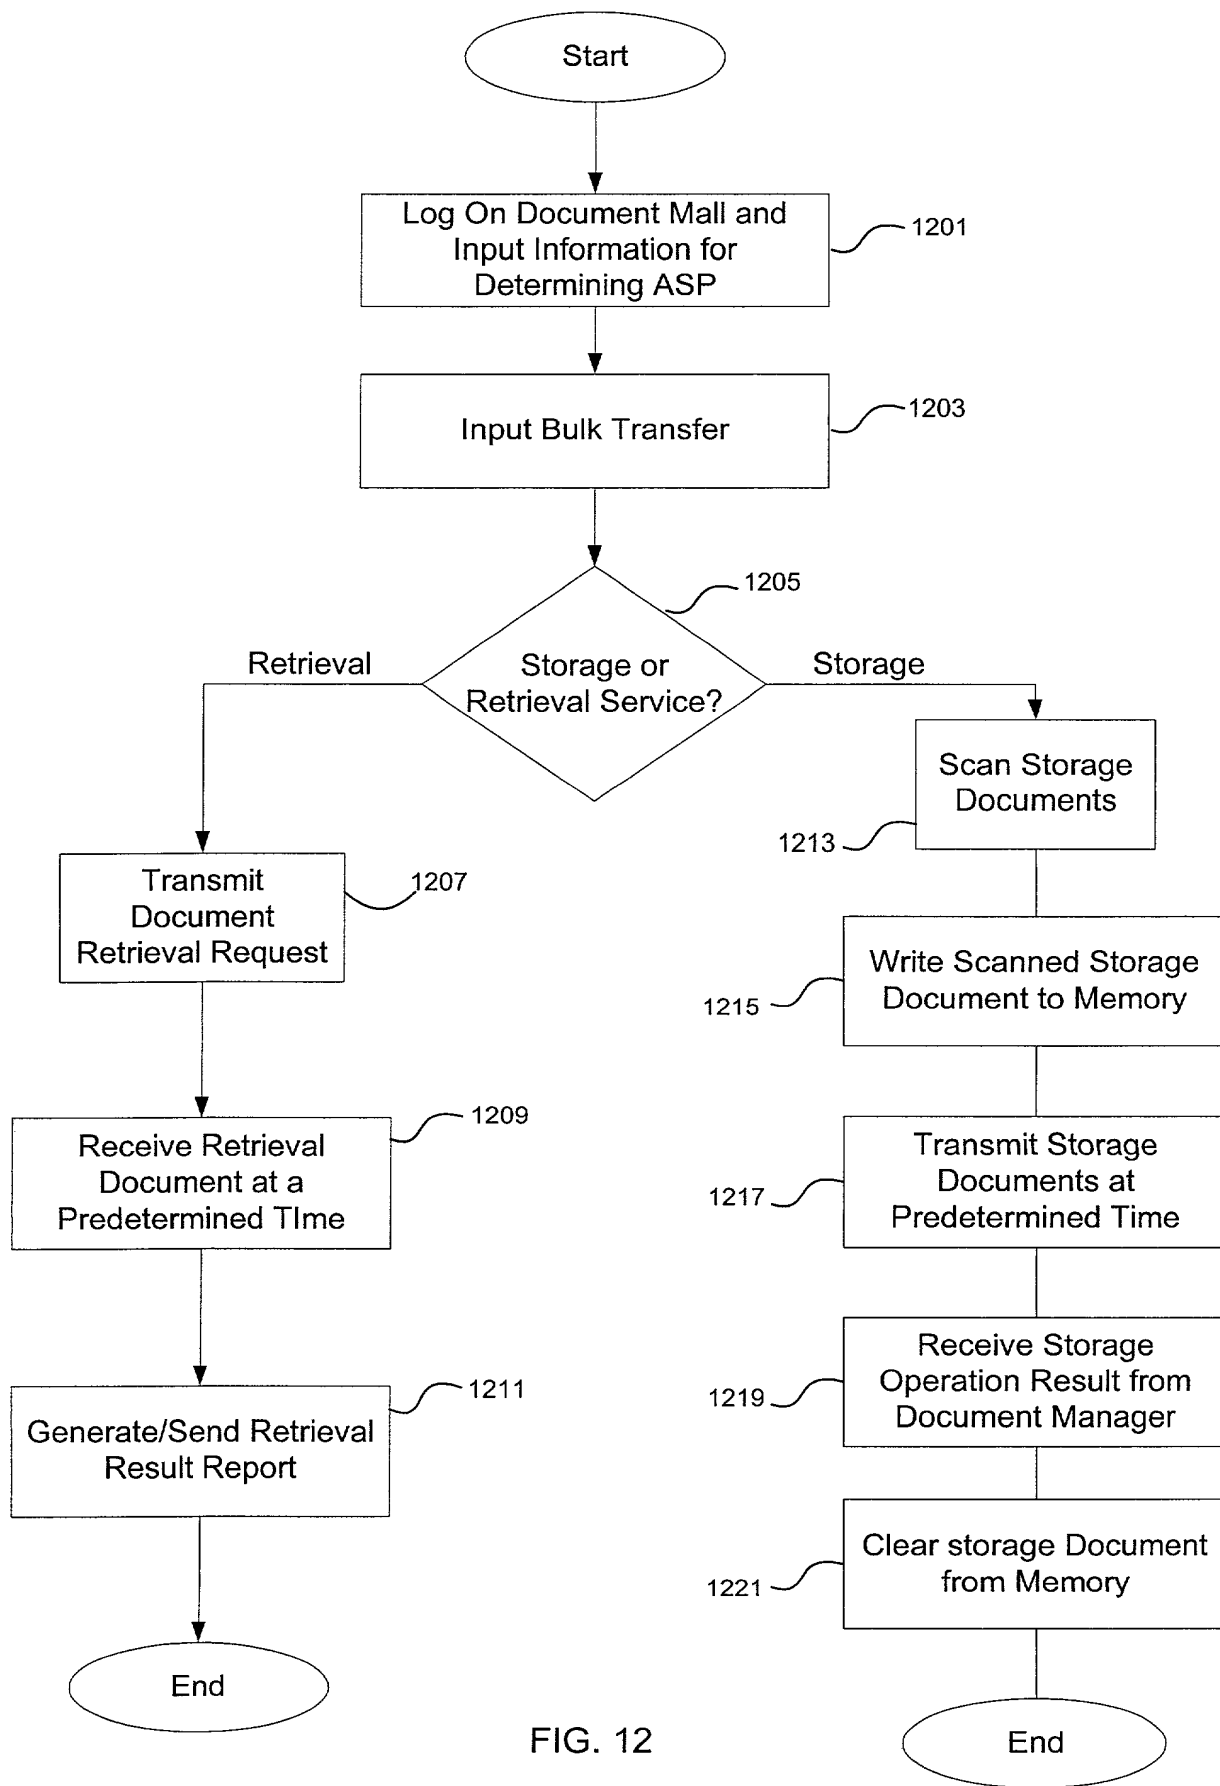 Start
Log On Document Mall and
Input Information for
Determining ASP
1201
Input Bulk Transfer
1203
1205
Storage or
Retrieval Service?
Retrieval
Storage
Transmit
Document
Retrieval Request
1207
Receive Retrieval
Document at a
Predetermined TIme
1209
Generate/Send Retrieval
Result Report
1211
End
Scan Storage
Documents
1213
Write Scanned Storage
Document to Memory
1215
Transmit Storage
Documents at
Predetermined Time
1217
Receive Storage
Operation Result from
Document Manager
1219
Clear storage Document
from Memory
1221
End
FIG. 12